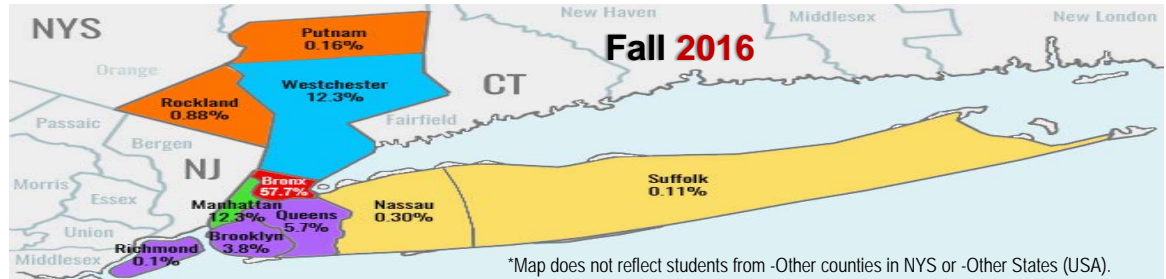 NYS
Putnam
0.16%
New Haven
Middlesex
New London
Fall 2016
Orange
Westchester
12.3%
CT
Rockland
0.88%
Fairfield
Passaic
Bergen
NJ
Morris
Essex
Bronx
57.7%
Suffolk
0.11%
Nassau
0.30%
Manhattan
12.3%
Queens
5.7%
Union
Brooklyn
3.8%
Richmond
0.1%
Middlesex
*Map does not reflect students from -Other counties in NYS or -Other States (USA).